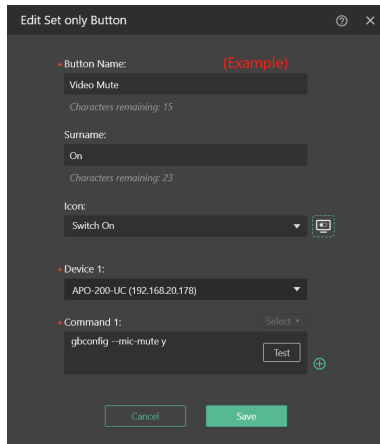 Edit Set only Button
* Button Name:
(Example)
Video Mute
Characters remaining: 15
Surname:
On
Characters remaining: 23
Icon:
Switch On
* Device 1:
APO-200-UC (192.168.20.178)
* Command 1:
Select
gbconfig --mic-mute y
Test
Cancel
Save